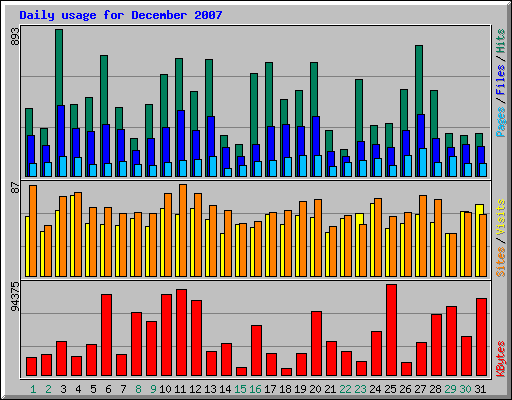 Daily usage for December 2007
893
Pages / Files / Hits
87
Sites / Visits
94375
KBytes
1 2 3 4 5 6 7 8 9 10 11 12 13 14 15 16 17 18 19 20 21 22 23 24 25 26 27 28 29 30 31